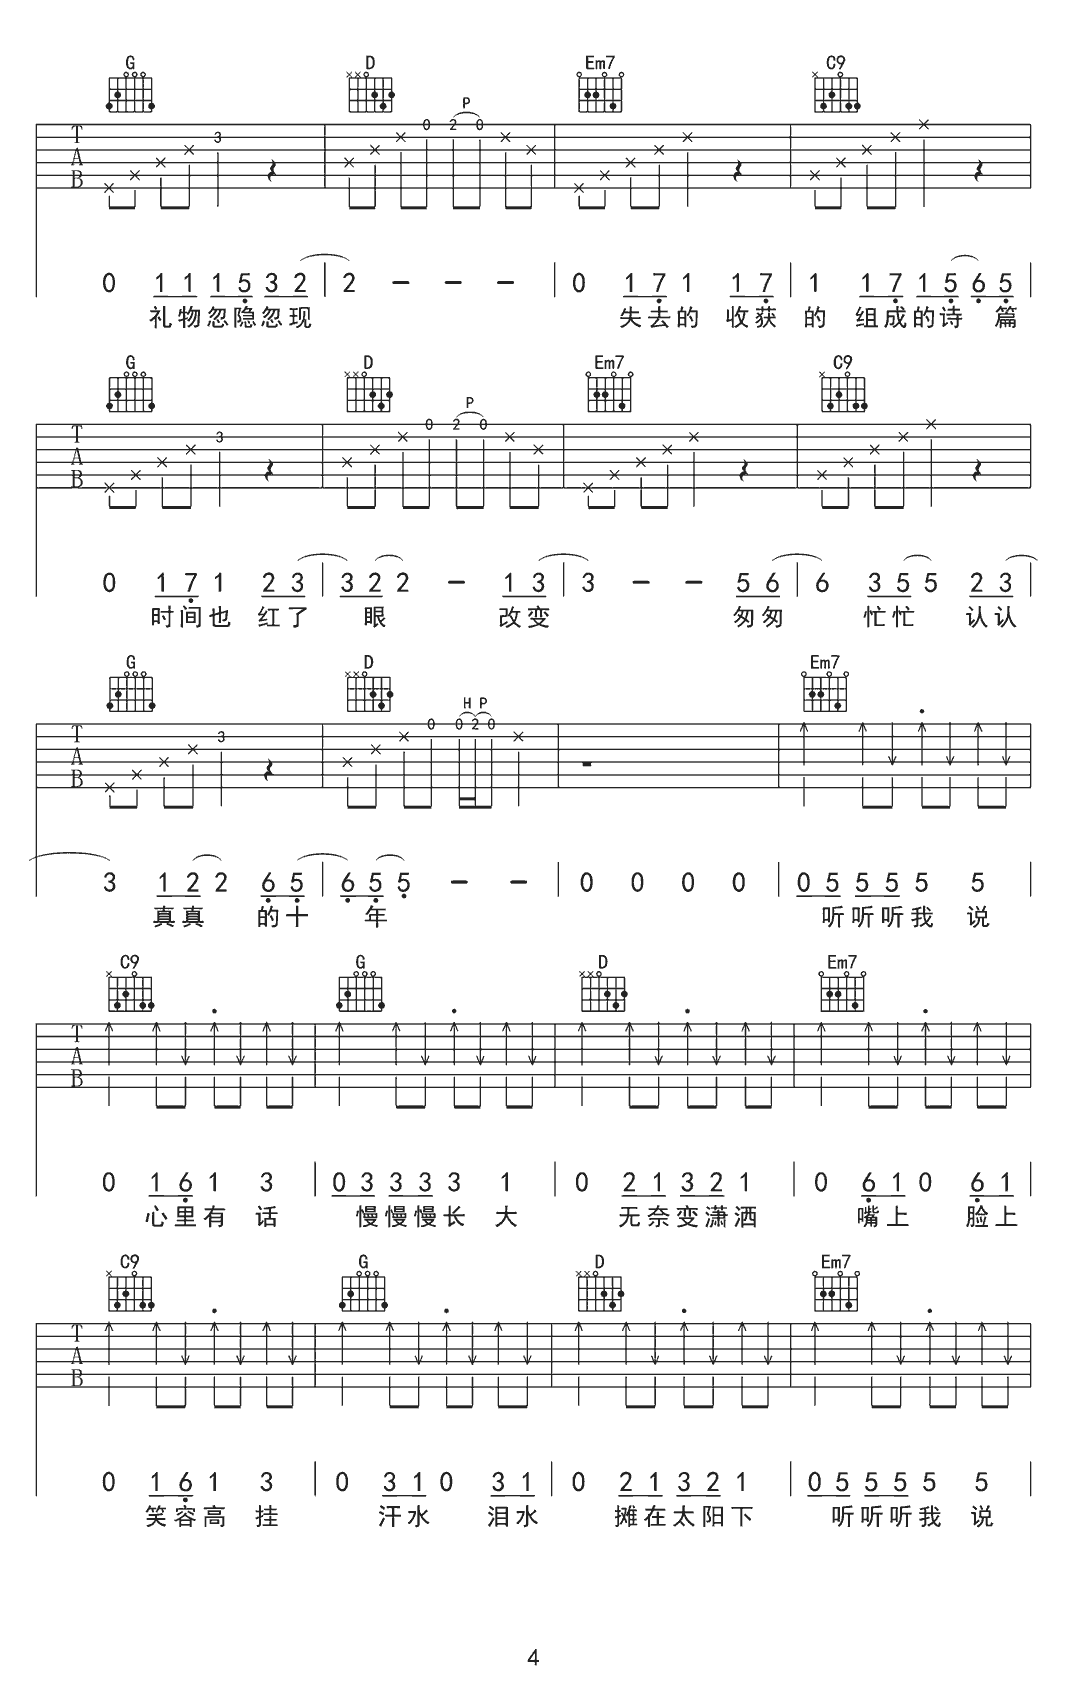 G D Em7 C9
P
3 0 2 0
T
A
B
0 1 1 1 5 3 2 | 2 — — — | 0 1 7 1 1 7 | 1 1 7 1 5 6 5 |
礼物忽隐忽现 失去的 收获 的 组成的诗 篇
G D Em7 C9
P
3 0 2 0
T
A
B
0 1 7 1 2 3 | 3 2 2 — 1 3 | 3 — — 5 6 | 6 3 5 5 2 3 |
时间也 红了 眼 改变 匆匆 忙忙 认认
G D Em7
H P
3 0 0 2 0
T
A
B
3 1 2 2 6 5 | 6 5 5 — — | 0 0 0 0 | 0 5 5 5 5 5 |
真真 的十 年 听听听我 说
C9 G D Em7
T
A
B
0 1 6 1 3 | 0 3 3 3 3 1 | 0 2 1 3 2 1 | 0 6 1 0 6 1 |
心里有 话 慢慢慢长 大 无奈变潇洒 嘴上 脸上
C9 G D Em7
T
A
B
0 1 6 1 3 | 0 3 1 0 3 1 | 0 2 1 3 2 1 | 0 5 5 5 5 5 |
笑容高 挂 汗水 泪水 摊在太阳下 听听听我 说
4